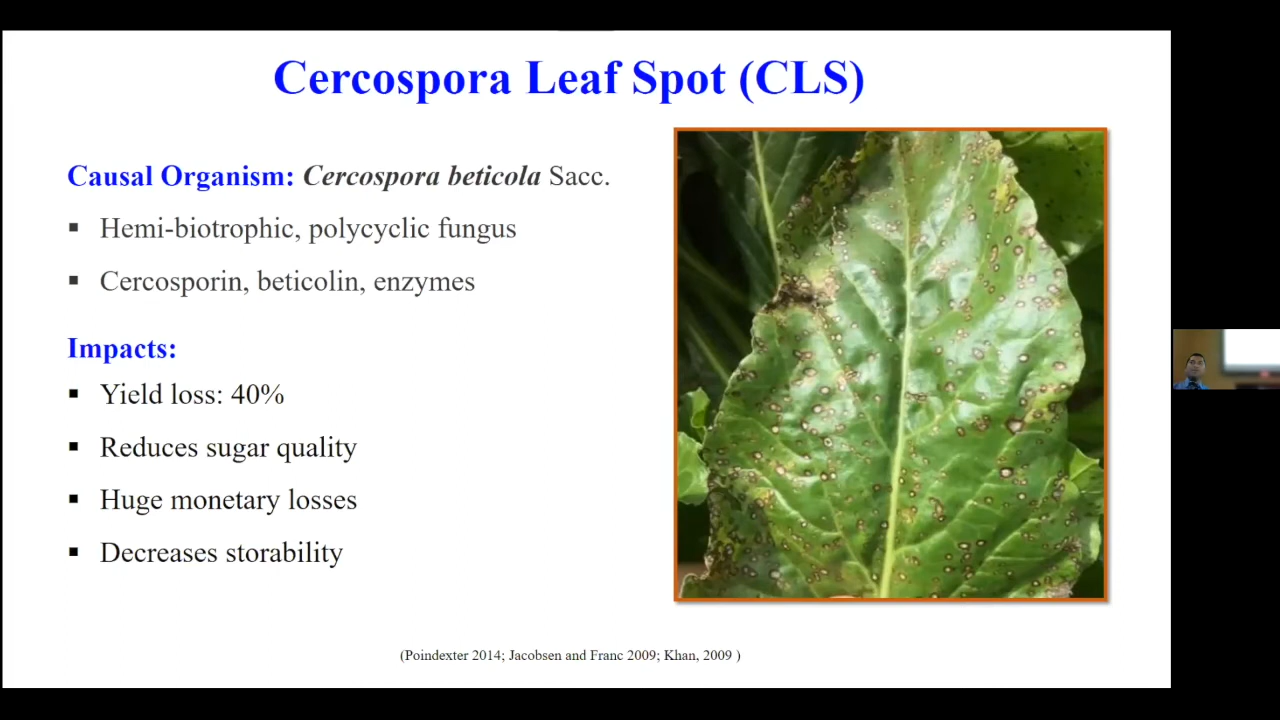 Cercospora Leaf Spot (CLS)
Causal Organism: Cercospora beticola Sacc.
▪ Hemi-biotrophic, polycyclic fungus
▪ Cercosporin, beticolin, enzymes
Impacts:
▪ Yield loss: 40%
▪ Reduces sugar quality
▪ Huge monetary losses
▪ Decreases storability
(Poindexter 2014; Jacobsen and Franc 2009; Khan, 2009 )